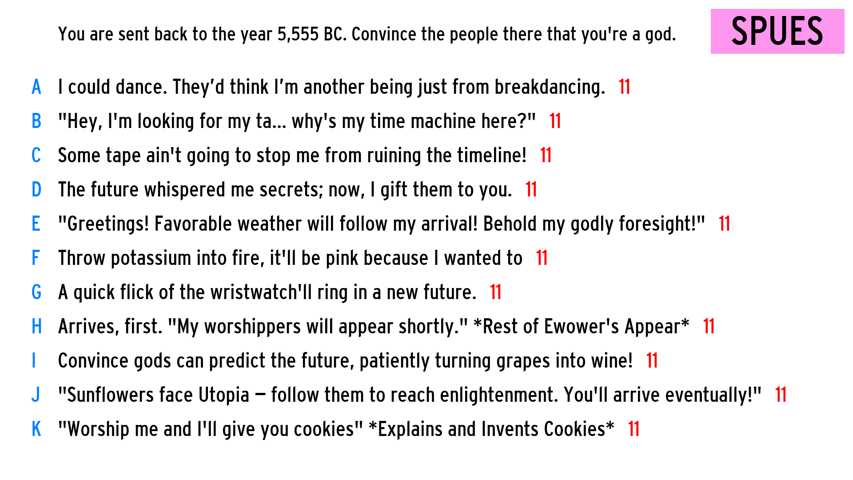 You are sent back to the year 5,555 BC. Convince the people there that you're a god.
SPUES
A I could dance. They’d think I’m another being just from breakdancing. 11
B "Hey, I'm looking for my ta... why's my time machine here?" 11
C Some tape ain't going to stop me from ruining the timeline! 11
D The future whispered me secrets; now, I gift them to you. 11
E "Greetings! Favorable weather will follow my arrival! Behold my godly foresight!" 11
F Throw potassium into fire, it'll be pink because I wanted to 11
G A quick flick of the wristwatch'll ring in a new future. 11
H Arrives, first. "My worshippers will appear shortly." *Rest of Ewower's Appear* 11
I Convince gods can predict the future, patiently turning grapes into wine! 11
J "Sunflowers face Utopia — follow them to reach enlightenment. You'll arrive eventually!" 11
K "Worship me and I'll give you cookies" *Explains and Invents Cookies* 11